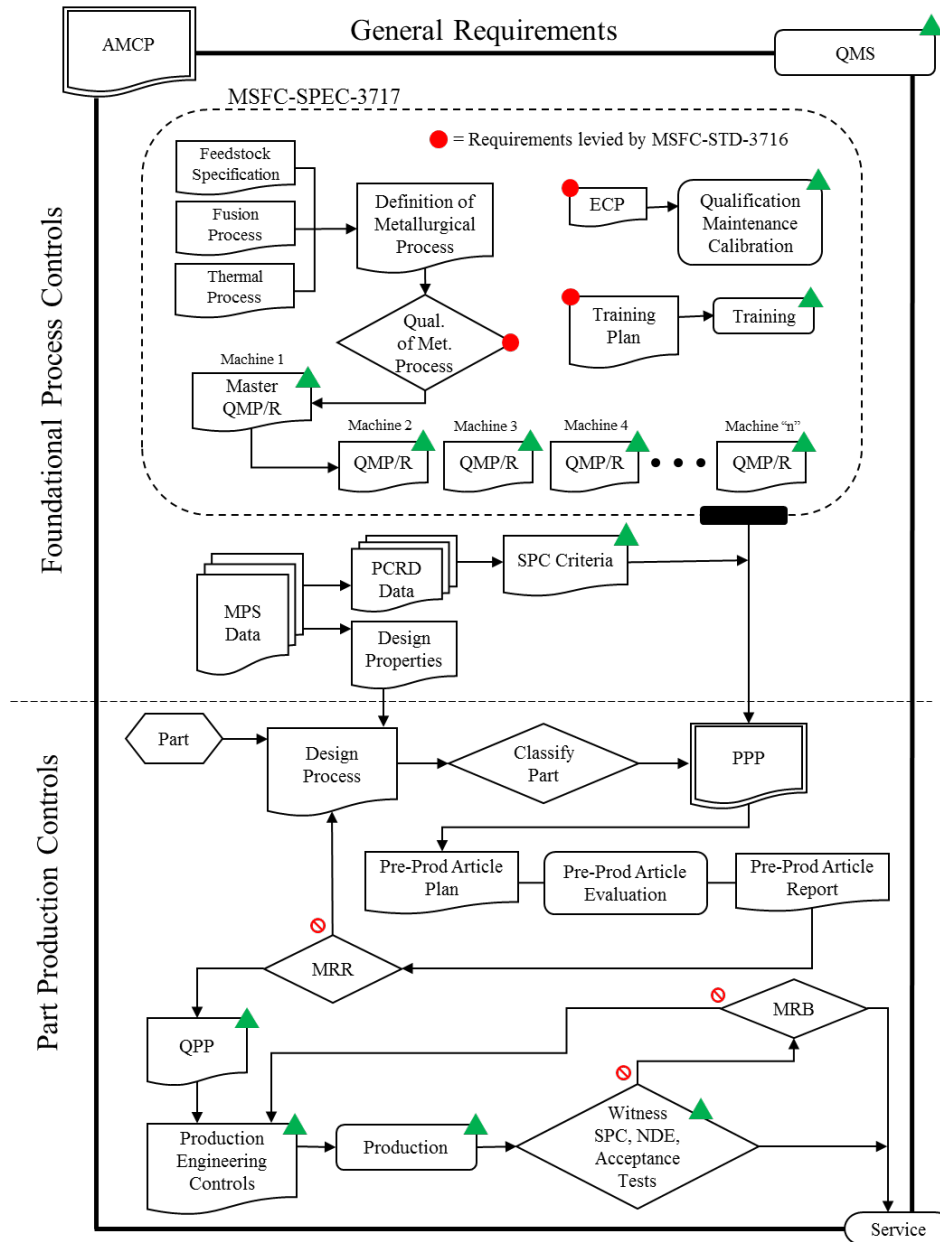 General Requirements
AMCP
QMS
MSFC-SPEC-3717
= Requirements levied by MSFC-STD-3716
Feedstock
Specification
Fusion
Process
Thermal
Process
Definition of
Metallurgical
Process
ECP
Qualification
Maintenance
Calibration
Training
Plan
Training
Qual.
of Met.
Process
Machine 1
Master
QMP/R
Machine 2
QMP/R
Machine 3
QMP/R
Machine 4
QMP/R
Machine “n”
QMP/R
Foundational Process Controls
MPS
Data
PCRD
Data
SPC Criteria
Design
Properties
Part Production Controls
Part
Design
Process
Classify
Part
PPP
Pre-Prod Article
Plan
Pre-Prod Article
Evaluation
Pre-Prod Article
Report
MRR
MRB
QPP
Production
Engineering
Controls
Production
Witness
SPC, NDE,
Acceptance
Tests
Service